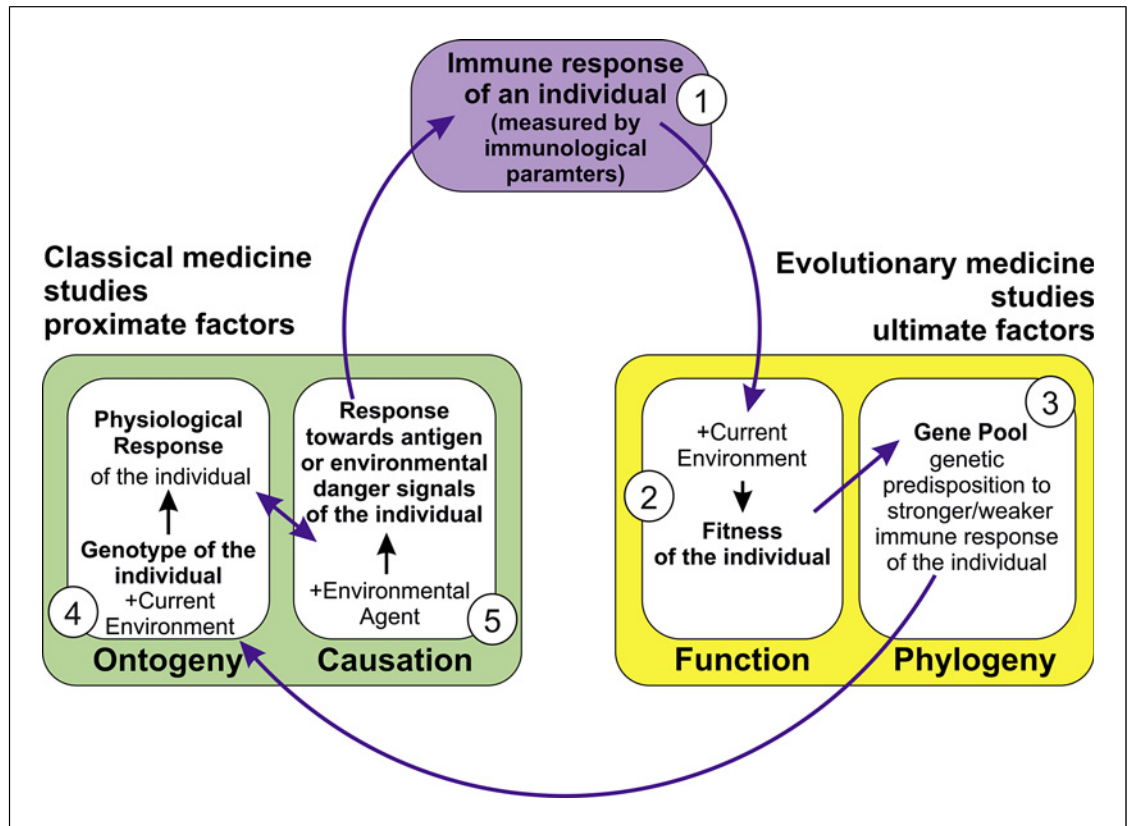 Immune response
of an individual
(measured by
immunological
paramters)
1
Classical medicine
studies
proximate factors
Evolutionary medicine
studies
ultimate factors
Physiological
Response
of the individual
Genotype of the
individual
+Current
Environment
4
Ontogeny
Response
towards antigen
or environmental
danger signals
of the individual
+Environmental
Agent
5
Causation
+Current
Environment
2
Fitness
of the individual
Function
3
Gene Pool
genetic
predisposition to
stronger/weaker
immune response
of the individual
Phylogeny